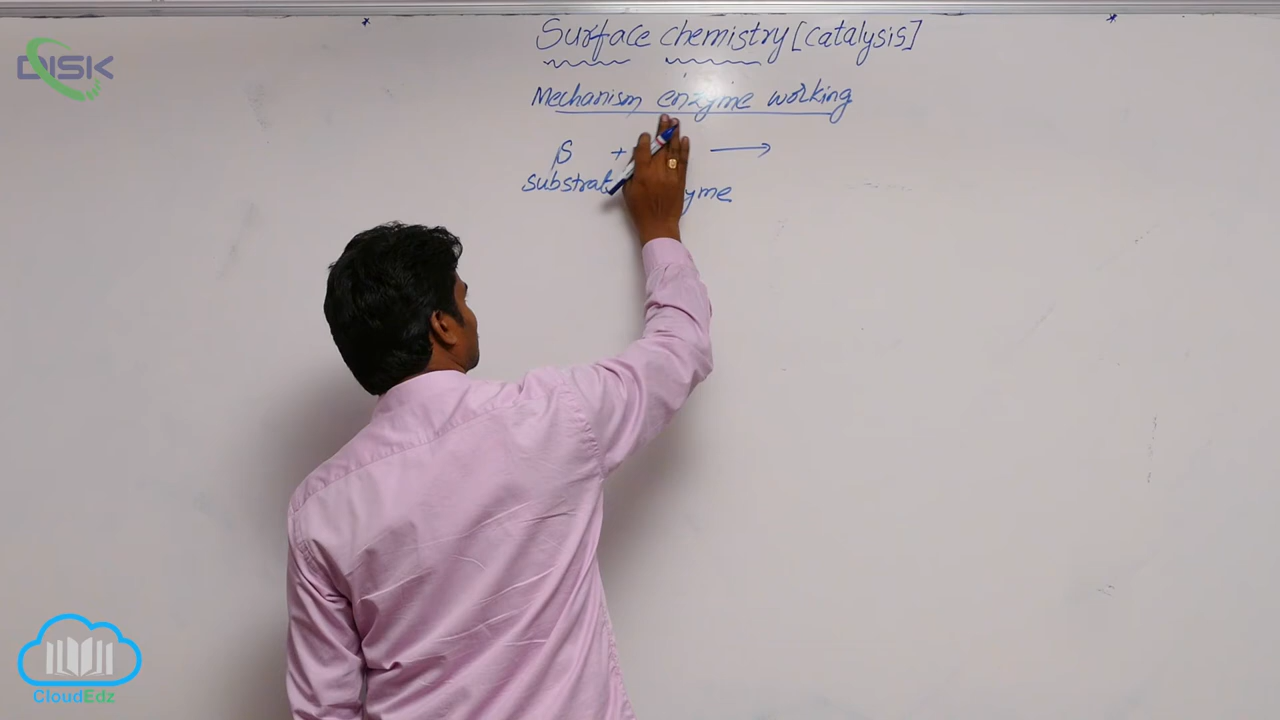 DISK
Surface chemistry [catalysis]
Mechanism enzyme working
S + →
substrat yme
CloudEdz